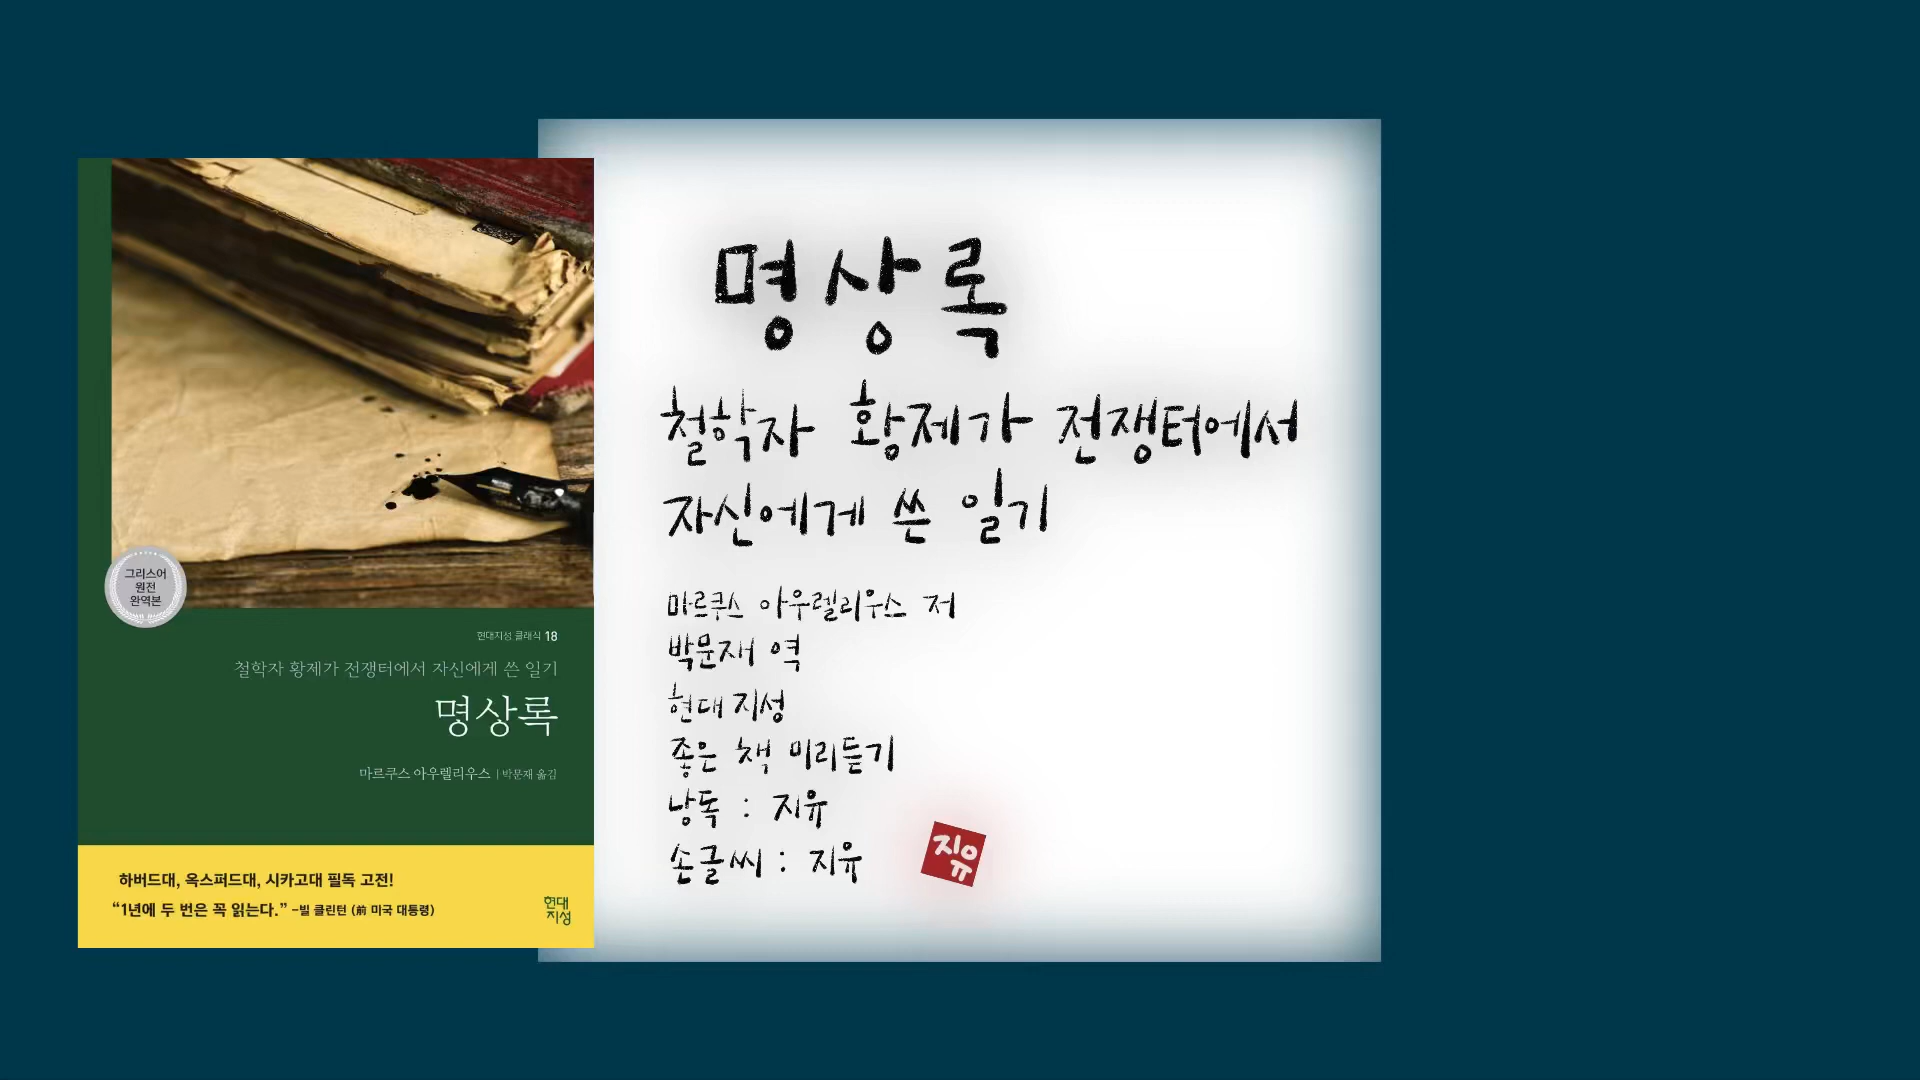 그리스어
원전
완역본
현대지성 클래식 18
철학자 황제가 전쟁터에서 자신에게 쓴 일기
명상록
마르쿠스 아우렐리우스 | 박문재 옮김
하버드대, 옥스퍼드대, 시카고대 필독 고전!
“1년에 두 번은 꼭 읽는다.” –빌 클린턴 (前 미국 대통령)
현대
지성
명상록
철학자 황제가 전쟁터에서
자신에게 쓴 일기
마르쿠스 아우렐리우스 저
박문재 역
현대지성
좋은 책 미리듣기
낭독 : 지유
손글씨 : 지유
지유